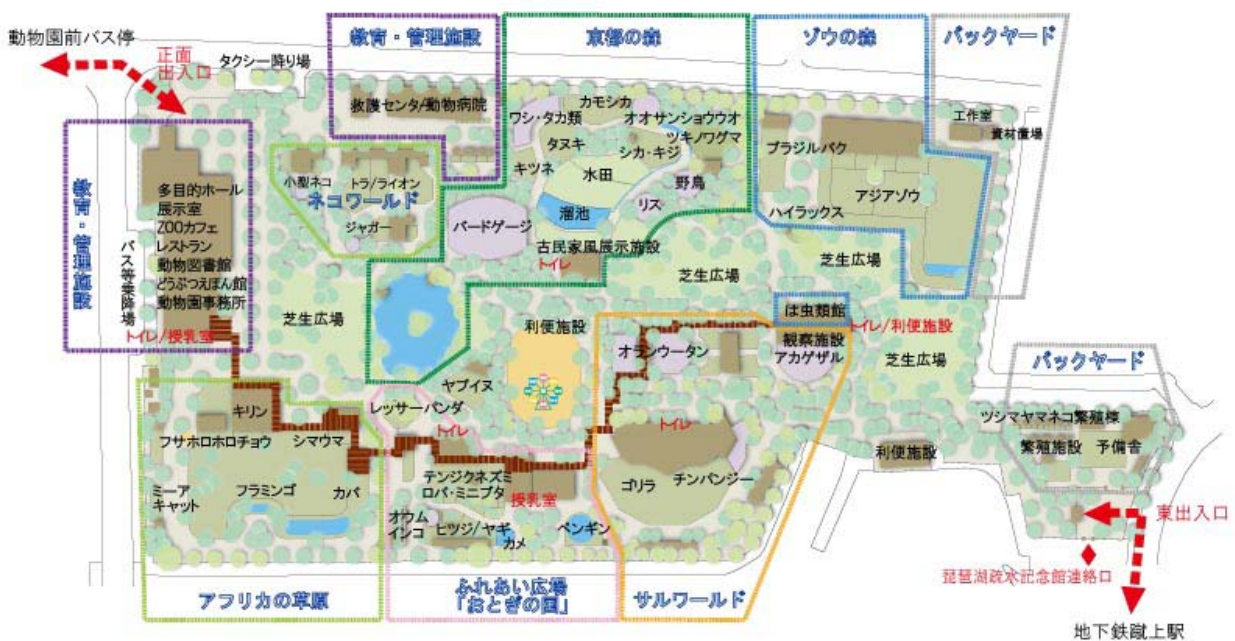 動物園前バス停
正面
出入口
タクシー降り場
教育・管理施設
京都の森
ゾウの森
バックヤード
救護センタ/動物病院
カモシカ
ワシ・タカ類
オオサンショウウオ
ツキノワグマ
タヌキ
シカ・キジ
キツネ
水田
野鳥
リス
溜池
バードゲージ
古民家風展示施設
トイレ
工作室
資材置場
ブラジルバク
アジアゾウ
ハイラックス
芝生広場
芝生広場
教育・管理施設
多目的ホール
展示室
ZOOカフェ
レストラン
動物図書館
どうぶつえほん館
動物園事務所
バス等乗降場
トイレ/授乳室
小型ネコ
トラ/ライオン
ネコワールド
ジャガー
芝生広場
利便施設
は虫類館
トイレ/利便施設
観察施設
アカゲザル
オランウータン
芝生広場
バックヤード
ヤブイヌ
レッサーパンダ
トイレ
キリン
フサホロホロチョウ
シマウマ
ミーア
キャット
フラミンゴ
カバ
テンジクネズミ
ロバ・ミニブタ
授乳室
オウム
インコ
ヒツジ/ヤギ
カメ
ペンギン
トイレ
ゴリラ
チンパンジー
利便施設
ツシマヤマネコ繁殖棟
繁殖施設
予備舎
東出入口
琵琶湖疏水記念館連絡口
地下鉄蹴上駅
アフリカの草原
ふれあい広場
「おとぎの国」
サルワールド